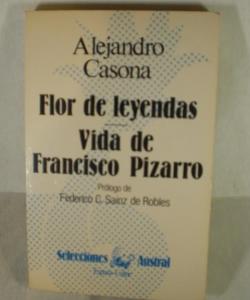 Alejandro
Casona
Flor de leyendas
Vida de
Francisco Pizarro
Prólogo de
Federico C. Sainz de Robles
Selecciones Austral
Espasa-Calpe